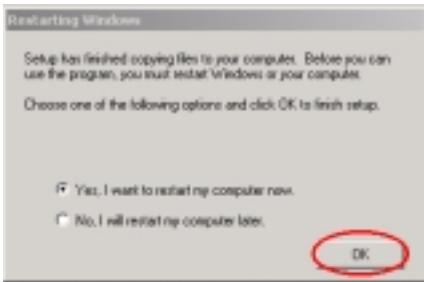 Restarting Windows
Setup has finished copying files to your computer. Before you can
use the program, you must restart Windows or your computer.
Choose one of the following options and click OK to finish setup.
Yes, I want to restart my computer now.
No, I will restart my computer later.
OK